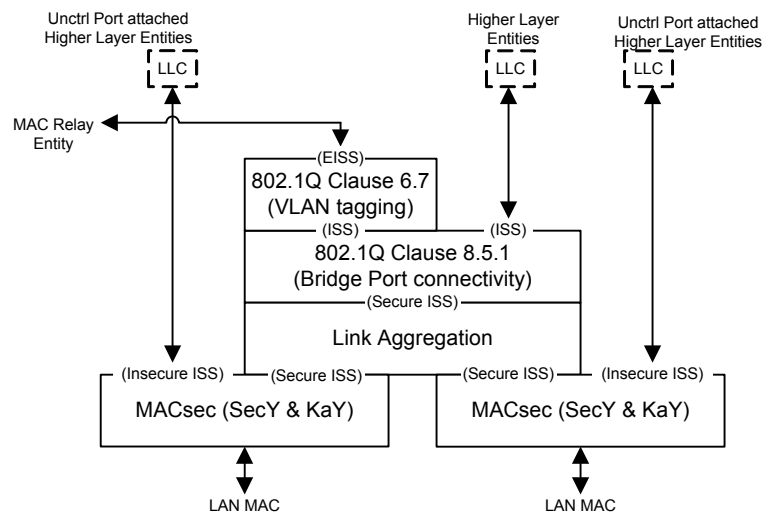 Unctrl Port attached
Higher Layer Entities
LLC
Higher Layer
Entities
LLC
Unctrl Port attached
Higher Layer Entities
LLC
MAC Relay
Entity
(EISS)
802.1Q Clause 6.7
(VLAN tagging)
(ISS)
(ISS)
802.1Q Clause 8.5.1
(Bridge Port connectivity)
(Secure ISS)
Link Aggregation
(Insecure ISS)
(Secure ISS)
(Secure ISS)
(Insecure ISS)
MACsec (SecY & KaY)
MACsec (SecY & KaY)
LAN MAC
LAN MAC